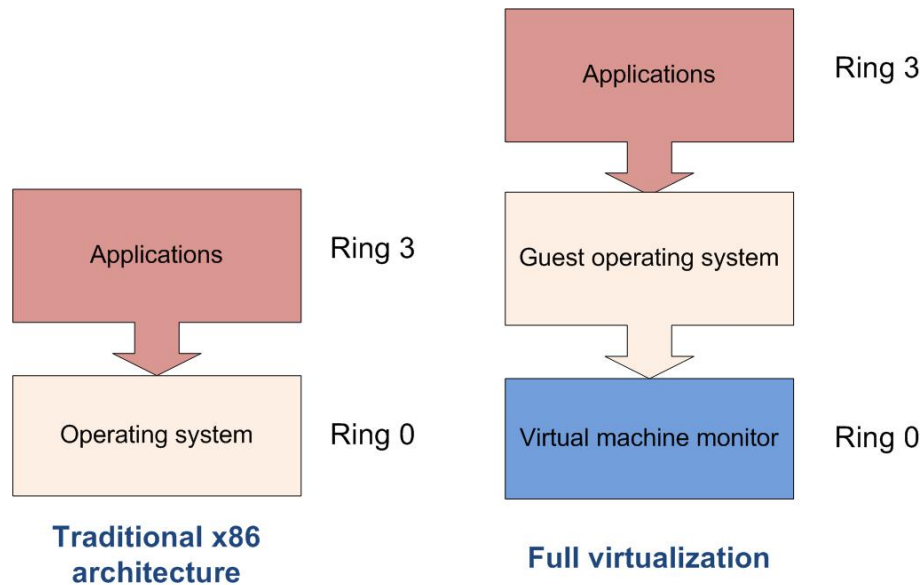 Applications
Ring 3
Operating system
Ring 0
Traditional x86
architecture
Applications
Ring 3
Guest operating system
Virtual machine monitor
Ring 0
Full virtualization